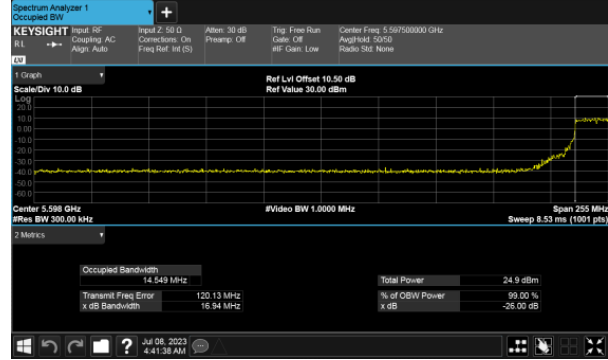 Spectrum Analyzer 1
Occupied BW
KEYSIGHT
RL
Input: RF
Coupling: AC
Align: Auto
Input Z: 50 Ω
Corrections: On
Freq Ref: Int (S)
Atten: 30 dB
Preamp: Off
Trig: Free Run
Gate: Off
#IF Gain: Low
Center Freq: 5.597500000 GHz
Avg|Hold: 50/50
Radio Std: None
1 Graph
Scale/Div 10.0 dB
Ref Lvl Offset 10.50 dB
Ref Value 30.00 dBm
Log
20.0
10.0
0.00
-10.0
-20.0
-30.0
-40.0
-50.0
-60.0
Center 5.598 GHz
#Video BW 1.0000 MHz
Span 255 MHz
#Res BW 300.00 kHz
Sweep 8.53 ms (1001 pts)
2 Metrics
Occupied Bandwidth
14.549 MHz
Total Power 24.9 dBm
Transmit Freq Error 120.13 MHz
% of OBW Power 99.00 %
x dB Bandwidth 16.94 MHz
x dB -26.00 dB
Jul 08, 2023
4:41:38 AM